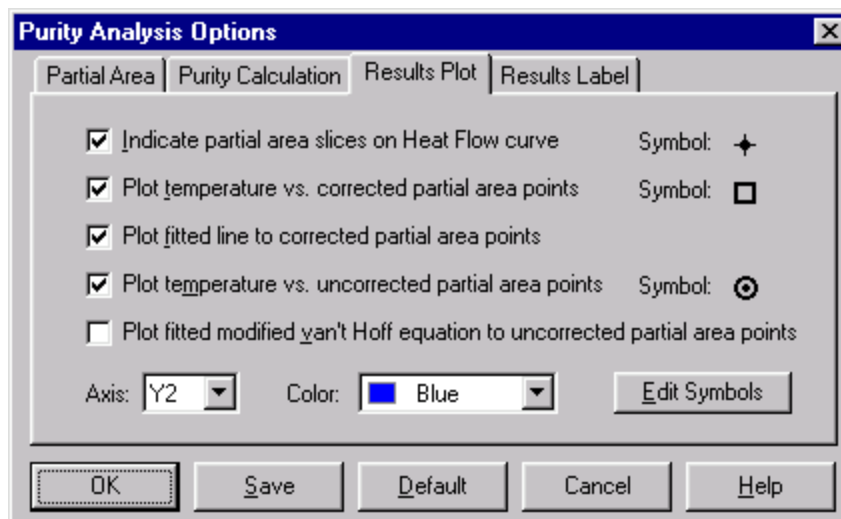 Purity Analysis Options
Partial Area Purity Calculation Results Plot Results Label
Indicate partial area slices on Heat Flow curve Symbol:
Plot temperature vs. corrected partial area points Symbol:
Plot fitted line to corrected partial area points
Plot temperature vs. uncorrected partial area points Symbol:
Plot fitted modified van't Hoff equation to uncorrected partial area points
Axis: Y2 Color: Blue Edit Symbols
OK Save Default Cancel Help